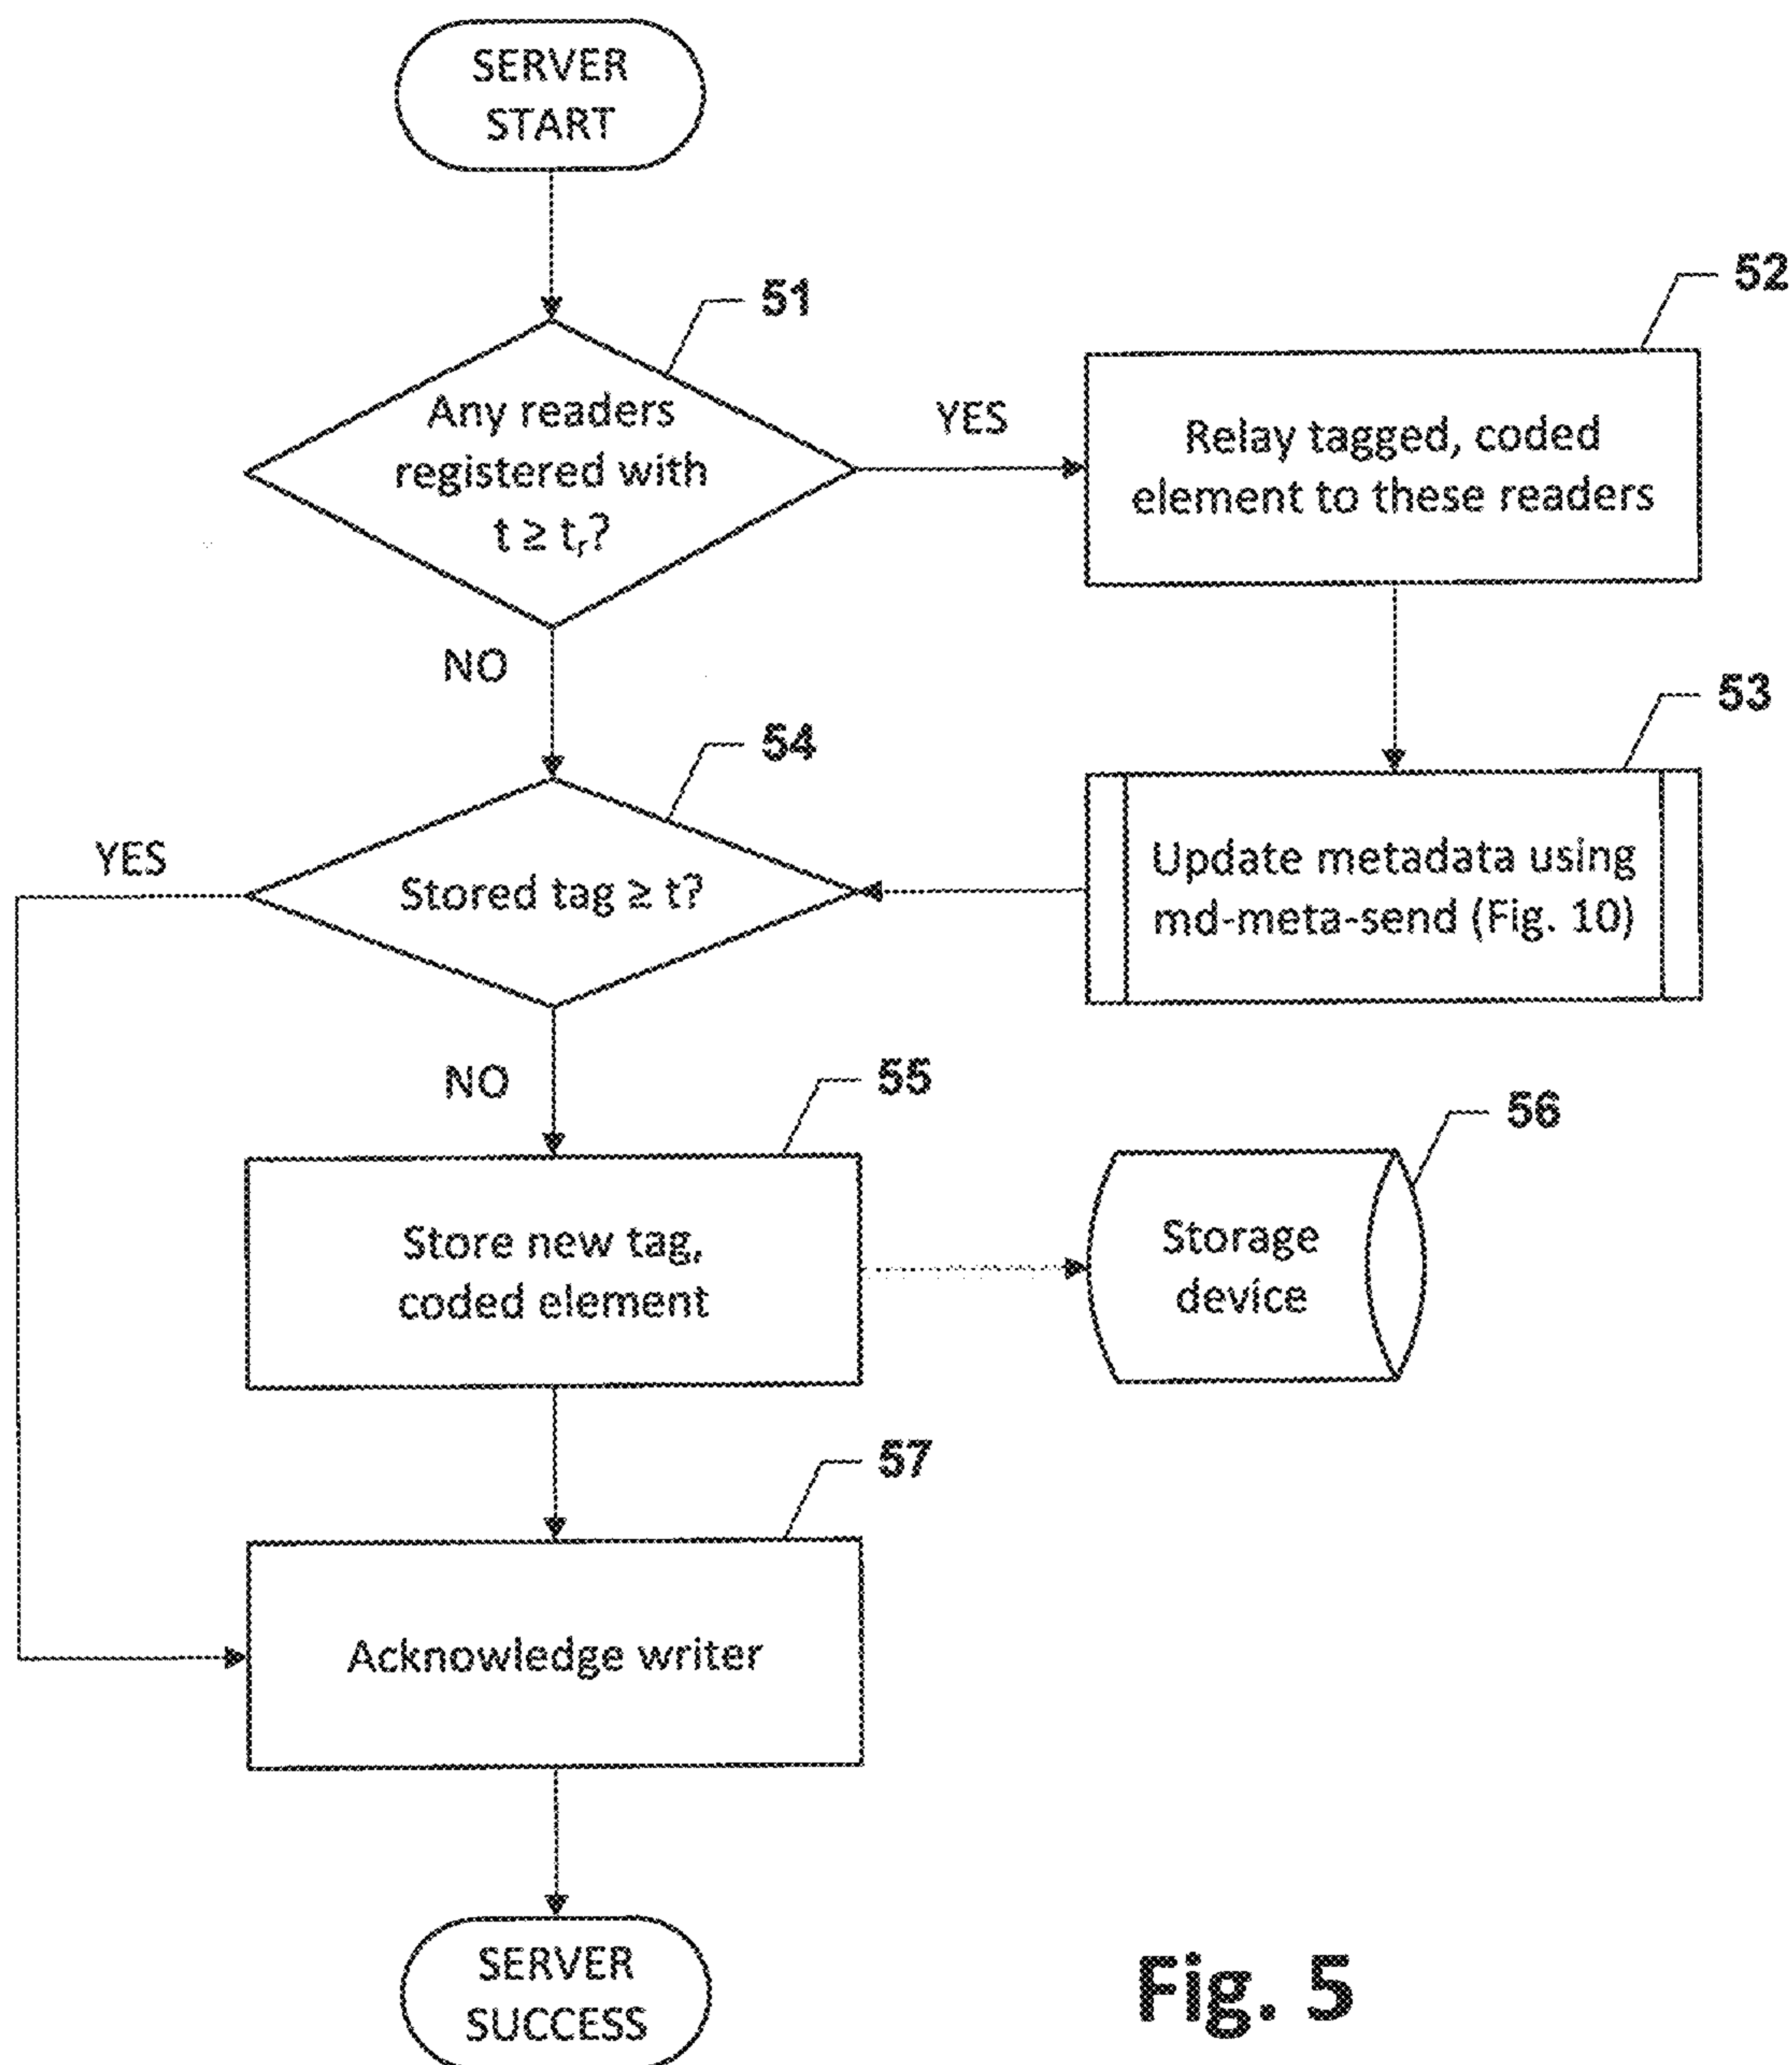 SERVER
START
51
Any readers
registered with
t ≥ tᵣ?
YES
52
Relay tagged, coded
element to these readers
NO
53
Update metadata using
md-meta-send (Fig. 10)
54
Stored tag ≥ t?
YES
NO
55
Store new tag,
coded element
56
Storage
device
57
Acknowledge writer
SERVER
SUCCESS
Fig. 5